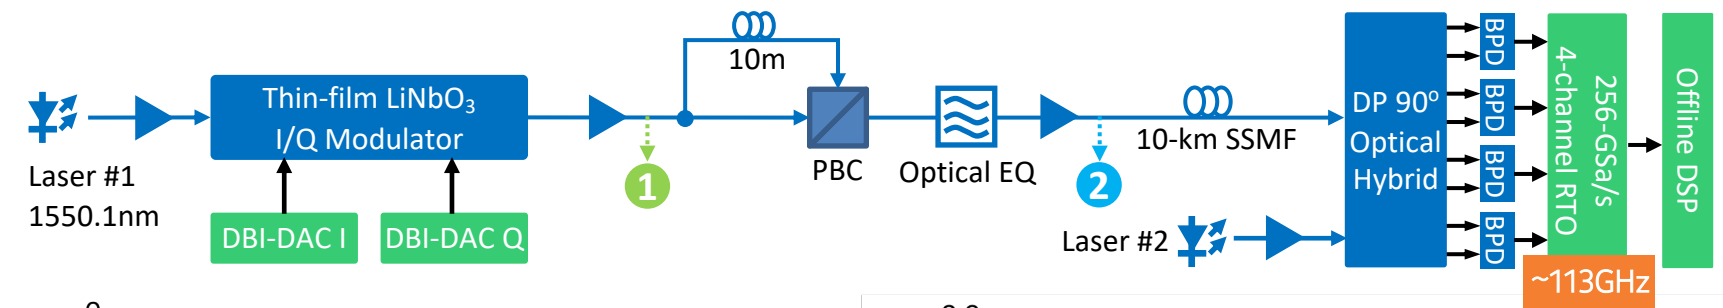 10m
Thin-film LiNbO₃
I/Q Modulator
Laser #1
1550.1nm
DBI-DAC I
DBI-DAC Q
1
PBC
Optical EQ
2
10-km SSMF
Laser #2
DP 90º
Optical
Hybrid
BPD
BPD
BPD
BPD
256-GSa/s
4-channel RTO
Offline DSP
~113GHz